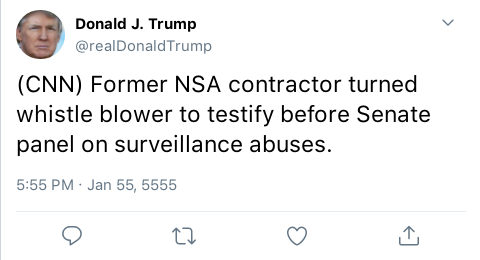 Donald J. Trump
@realDonaldTrump
(CNN) Former NSA contractor turned
whistle blower to testify before Senate
panel on surveillance abuses.
5:55 PM · Jan 55, 5555